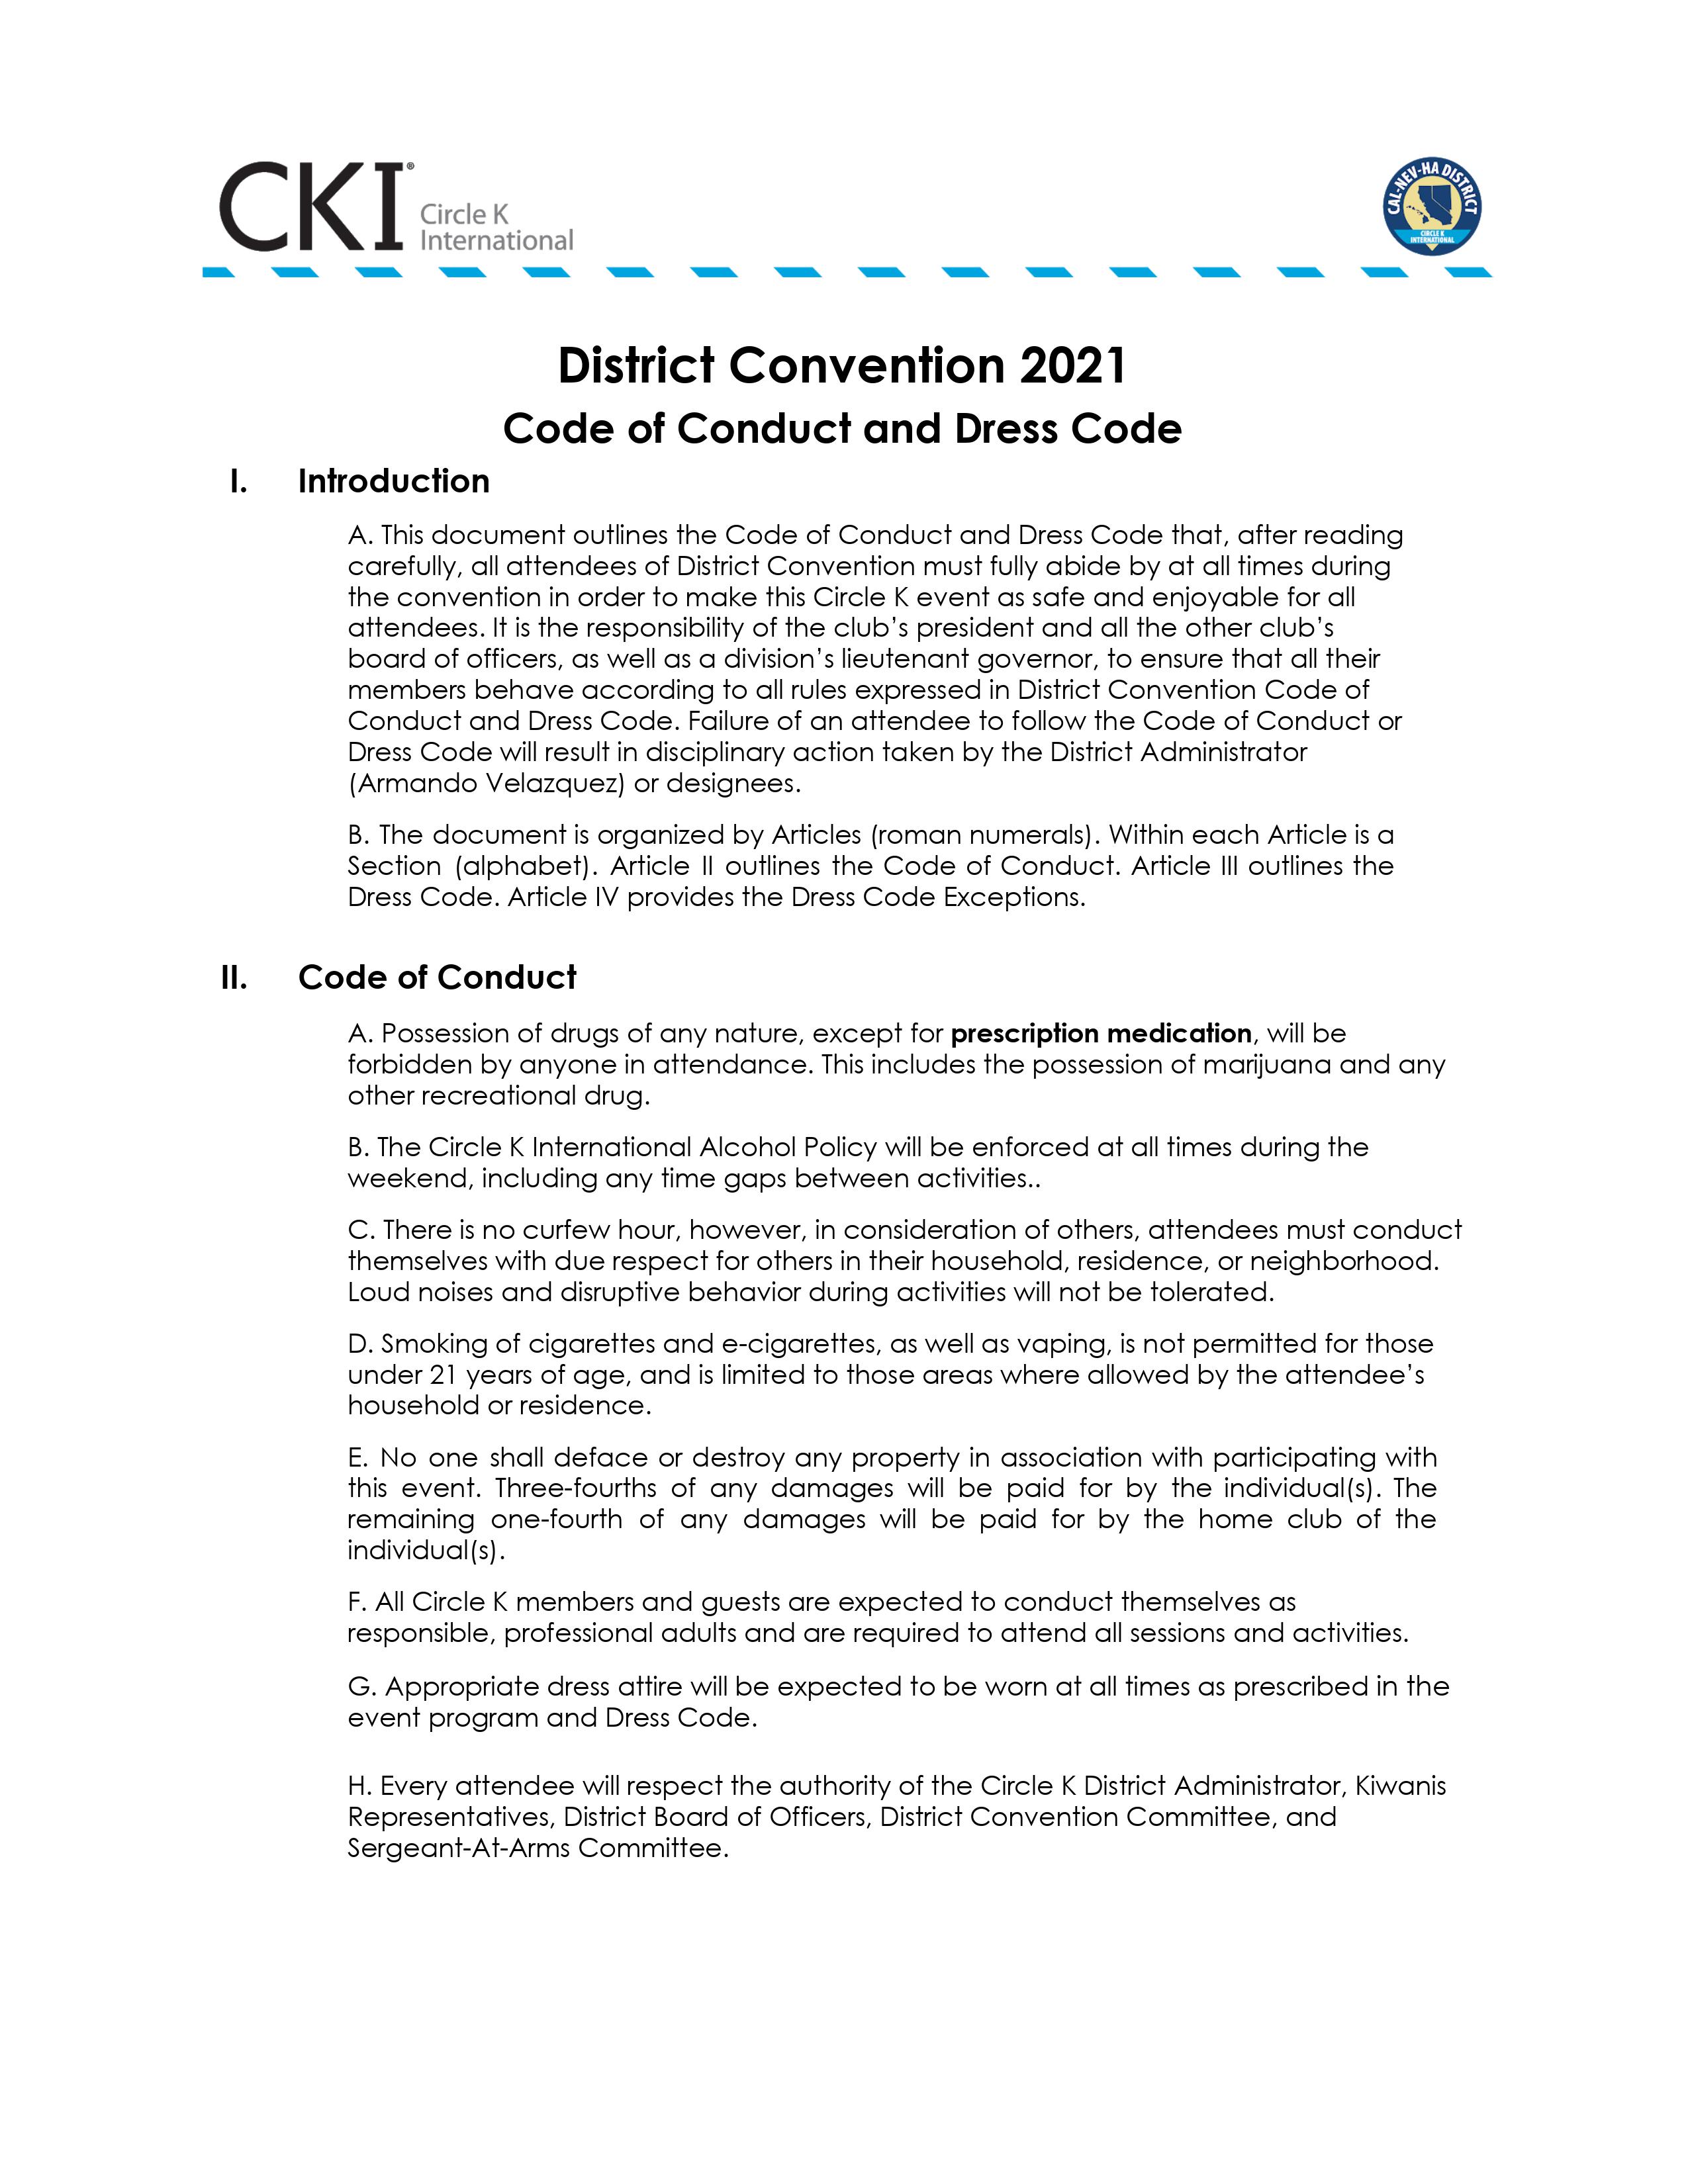 CKI®
Circle K
International
CAL-NEV-HA DISTRICT
CIRCLE K
INTERNATIONAL
District Convention 2021
Code of Conduct and Dress Code
I. Introduction
A. This document outlines the Code of Conduct and Dress Code that, after reading
carefully, all attendees of District Convention must fully abide by at all times during
the convention in order to make this Circle K event as safe and enjoyable for all
attendees. It is the responsibility of the club’s president and all the other club’s
board of officers, as well as a division’s lieutenant governor, to ensure that all their
members behave according to all rules expressed in District Convention Code of
Conduct and Dress Code. Failure of an attendee to follow the Code of Conduct or
Dress Code will result in disciplinary action taken by the District Administrator
(Armando Velazquez) or designees.
B. The document is organized by Articles (roman numerals). Within each Article is a
Section (alphabet). Article II outlines the Code of Conduct. Article III outlines the
Dress Code. Article IV provides the Dress Code Exceptions.
II. Code of Conduct
A. Possession of drugs of any nature, except for prescription medication, will be
forbidden by anyone in attendance. This includes the possession of marijuana and any
other recreational drug.
B. The Circle K International Alcohol Policy will be enforced at all times during the
weekend, including any time gaps between activities..
C. There is no curfew hour, however, in consideration of others, attendees must conduct
themselves with due respect for others in their household, residence, or neighborhood.
Loud noises and disruptive behavior during activities will not be tolerated.
D. Smoking of cigarettes and e-cigarettes, as well as vaping, is not permitted for those
under 21 years of age, and is limited to those areas where allowed by the attendee’s
household or residence.
E. No one shall deface or destroy any property in association with participating with
this event. Three-fourths of any damages will be paid for by the individual(s). The
remaining one-fourth of any damages will be paid for by the home club of the
individual(s).
F. All Circle K members and guests are expected to conduct themselves as
responsible, professional adults and are required to attend all sessions and activities.
G. Appropriate dress attire will be expected to be worn at all times as prescribed in the
event program and Dress Code.
H. Every attendee will respect the authority of the Circle K District Administrator, Kiwanis
Representatives, District Board of Officers, District Convention Committee, and
Sergeant-At-Arms Committee.